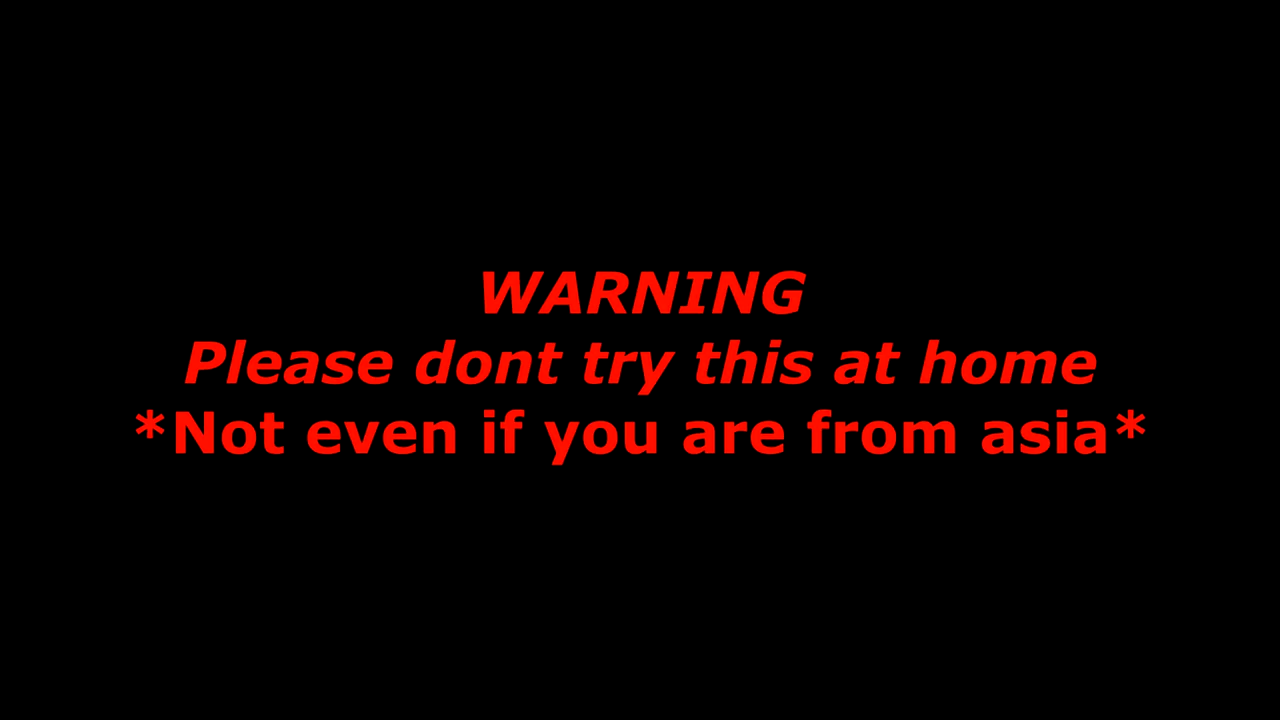 WARNING
Please dont try this at home
*Not even if you are from asia*